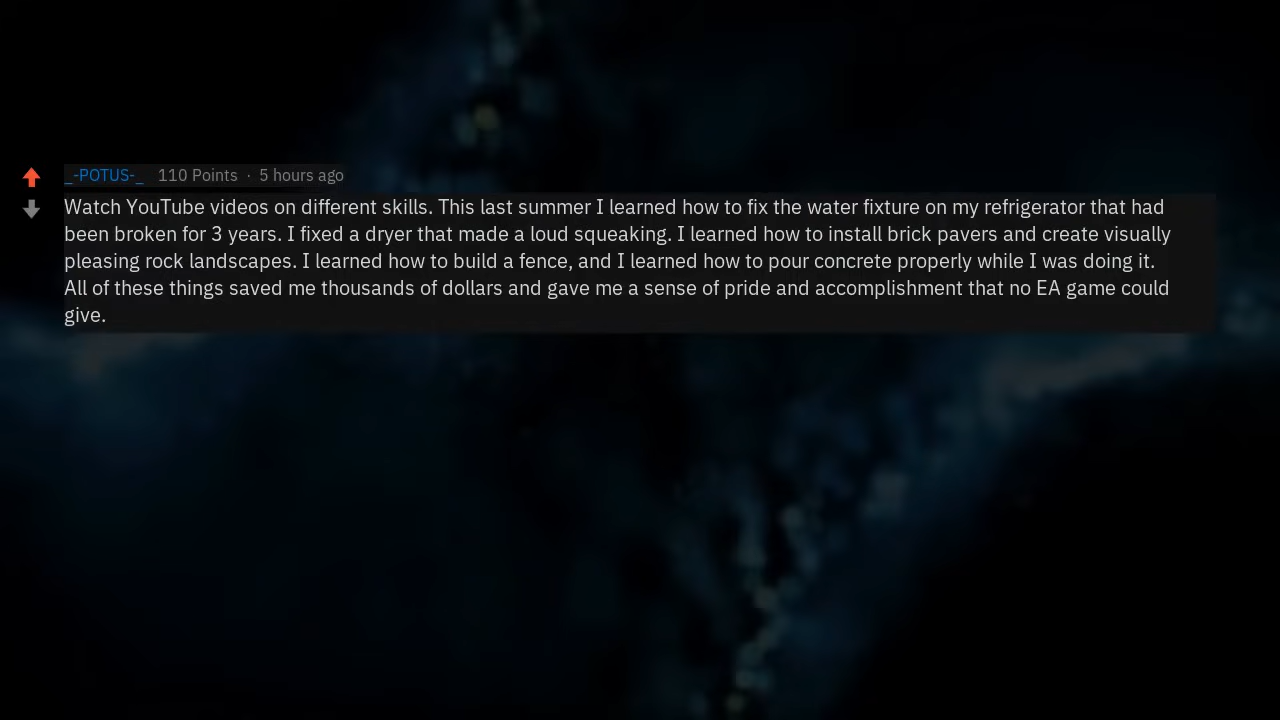 _-POTUS-_ 110 Points · 5 hours ago
Watch YouTube videos on different skills. This last summer I learned how to fix the water fixture on my refrigerator that had
been broken for 3 years. I fixed a dryer that made a loud squeaking. I learned how to install brick pavers and create visually
pleasing rock landscapes. I learned how to build a fence, and I learned how to pour concrete properly while I was doing it.
All of these things saved me thousands of dollars and gave me a sense of pride and accomplishment that no EA game could
give.